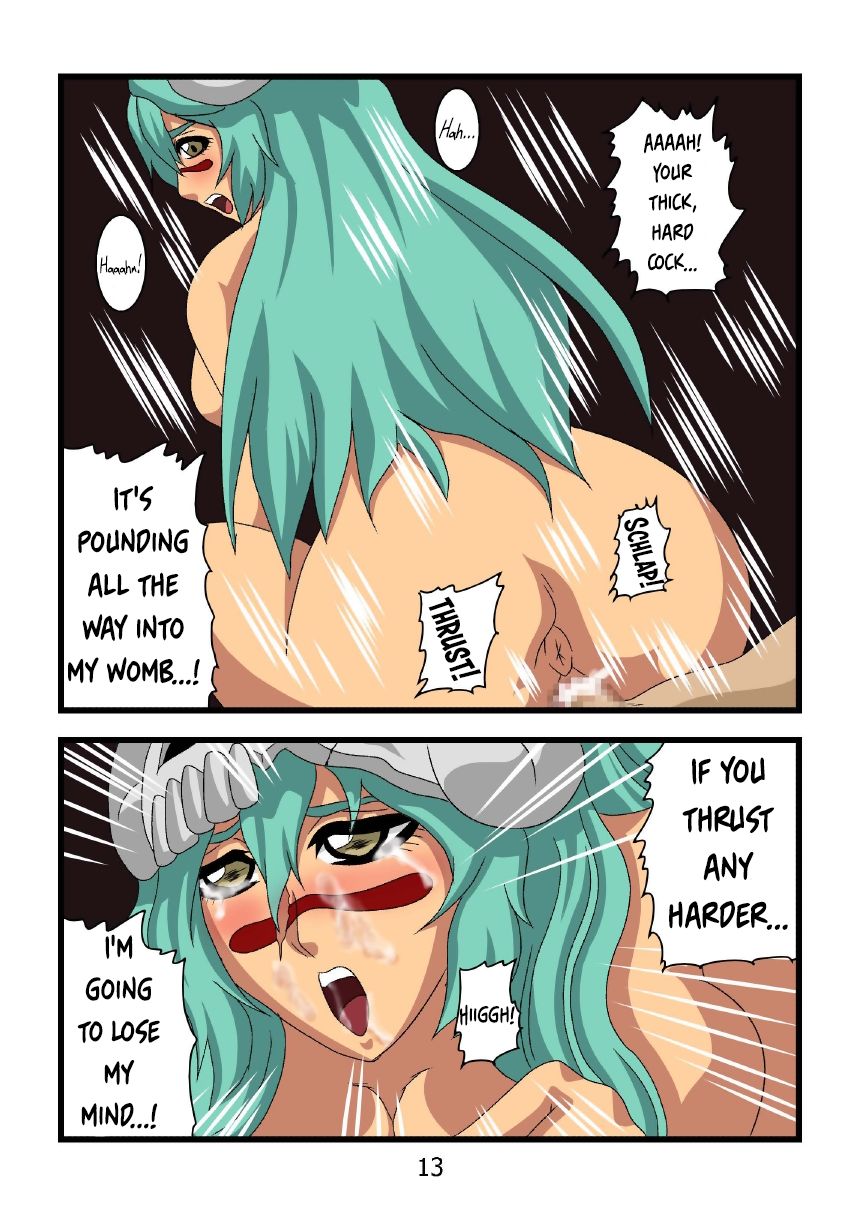 Hah...
AAAAH!
YOUR
THICK,
HARD
COCK...
Haaahn!
IT'S
POUNDING
ALL THE
WAY INTO
MY WOMB...!
SCHLAP!
THRUST!
IF YOU
THRUST
ANY
HARDER...
I'M
GOING
TO LOSE
MY
MIND...!
HIIGGH!
13